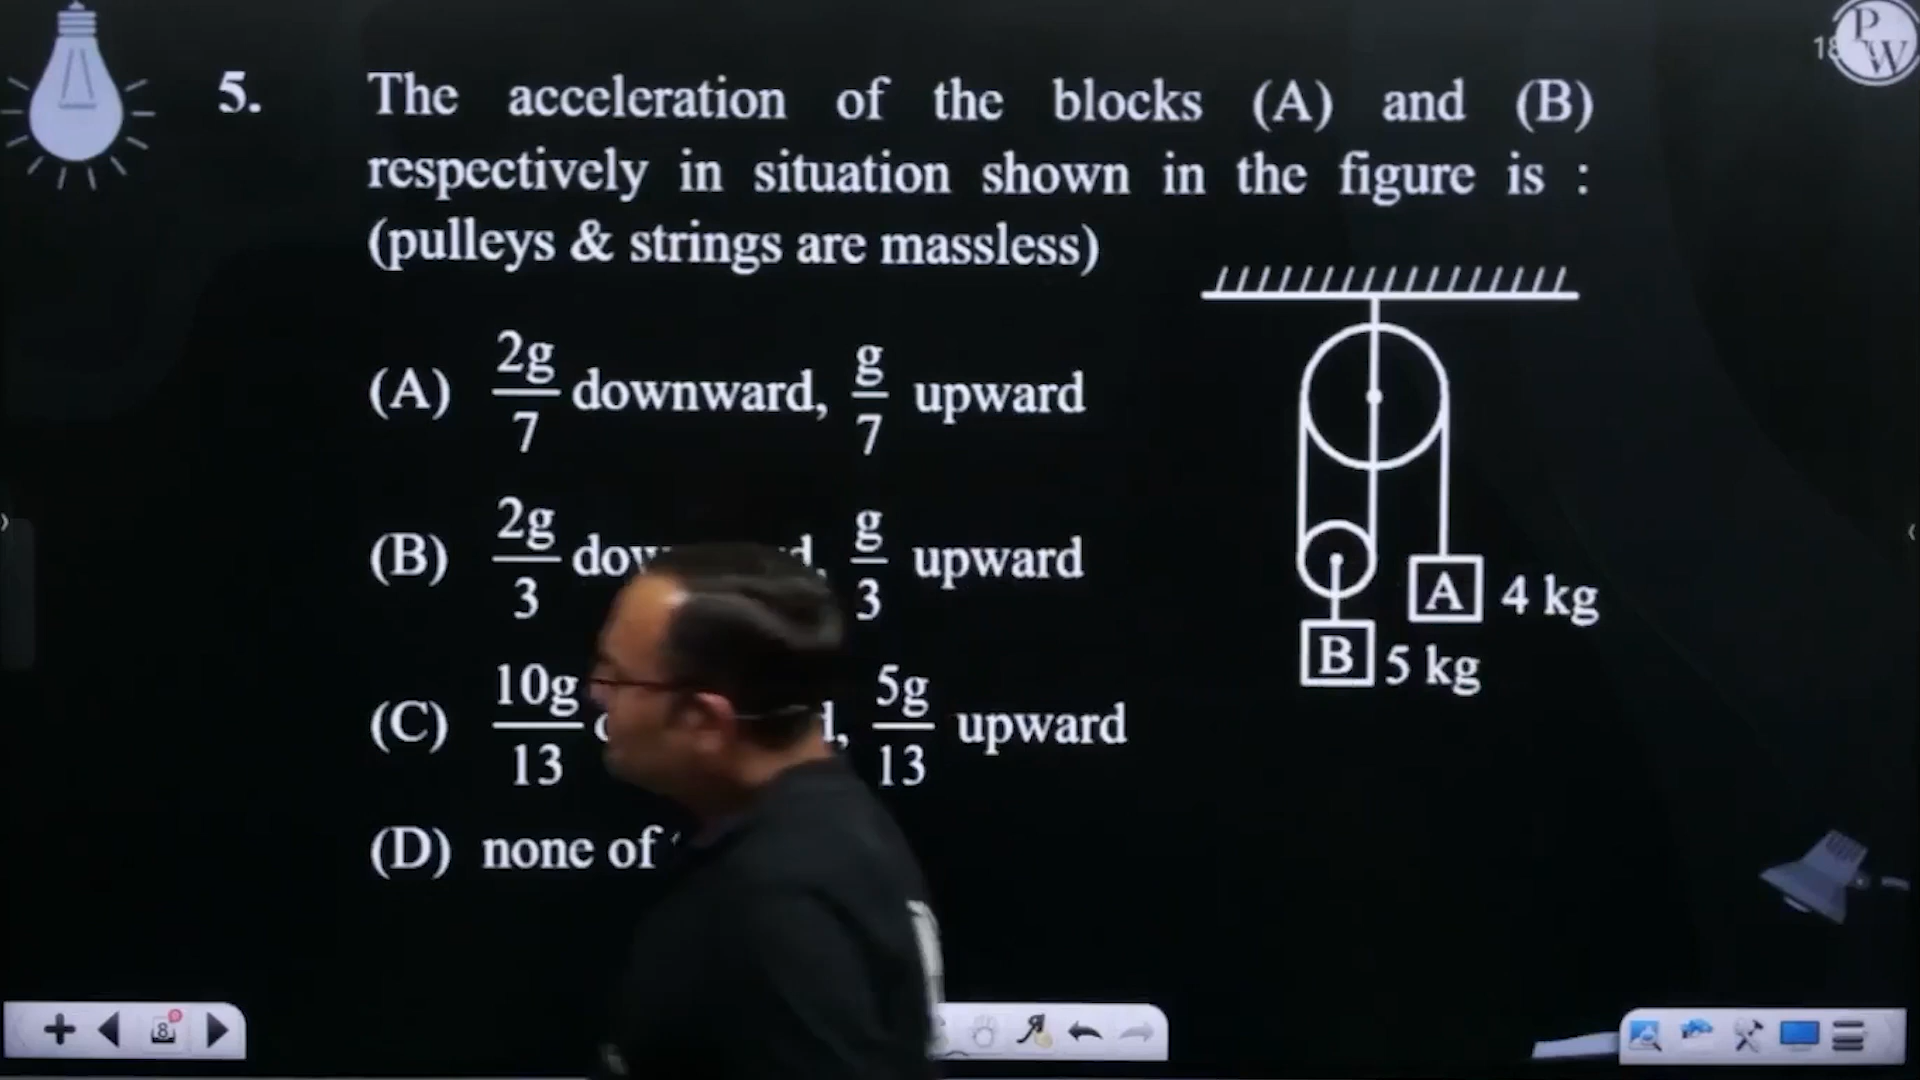 5. The acceleration of the blocks (A) and (B)
respectively in situation shown in the figure is :
(pulleys & strings are massless)
(A) 2g/7 downward, g/7 upward
(B) 2g/3 g/3 upward
(C) 10g/13 5g/13 upward
(D) none of
A 4 kg
B 5 kg
PW
8